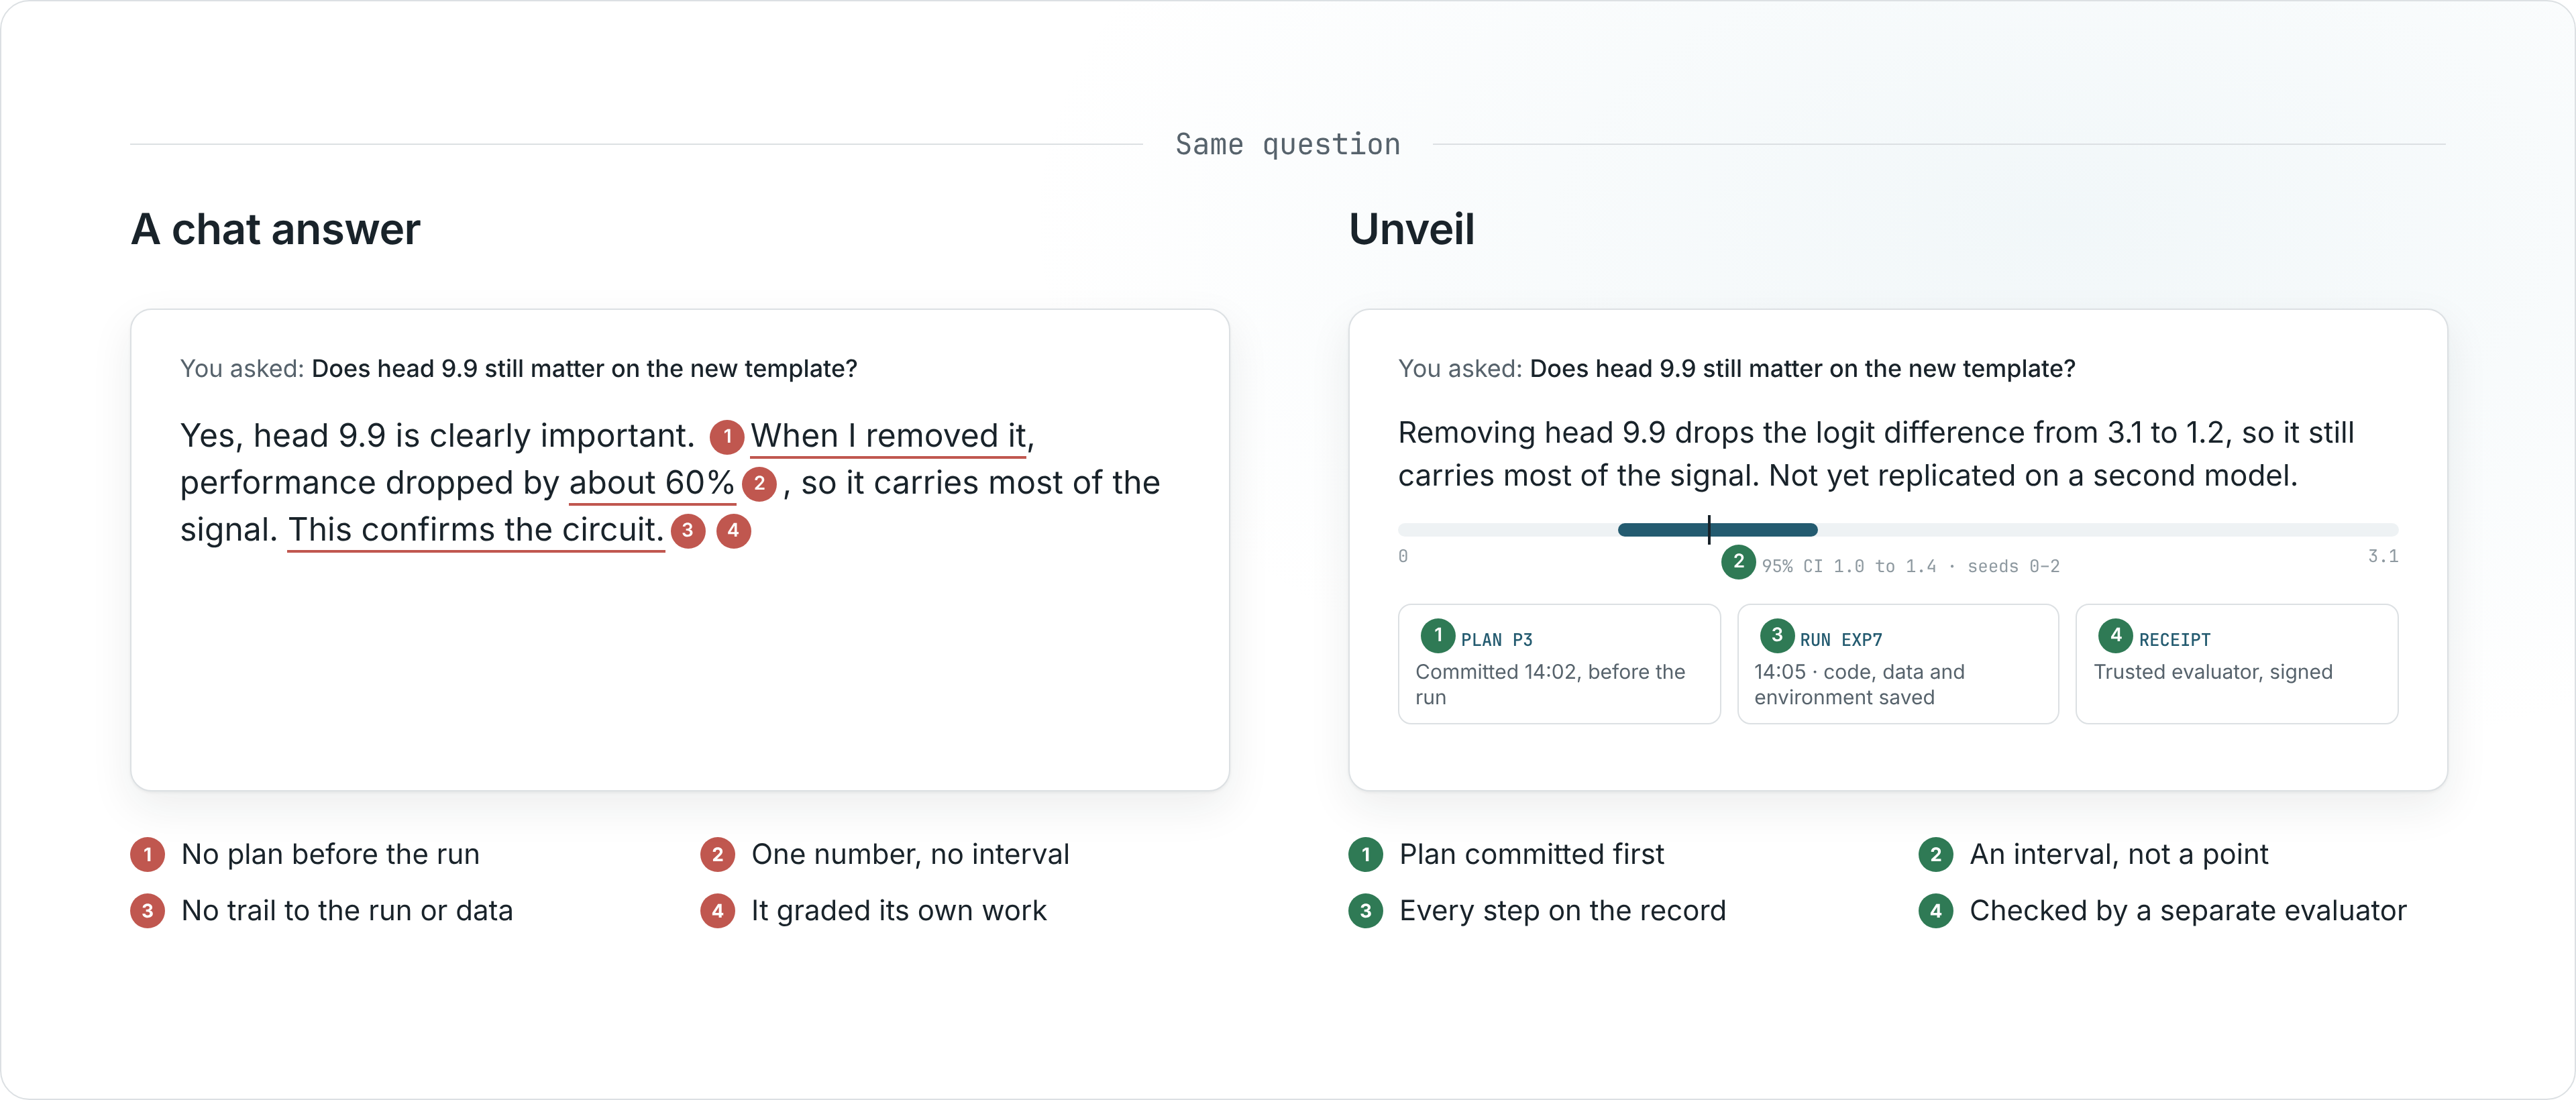 Same question
A chat answer
You asked: Does head 9.9 still matter on the new template?
Yes, head 9.9 is clearly important. 1 When I removed it,
performance dropped by about 60% 2 , so it carries most of the
signal. This confirms the circuit. 3 4
1 No plan before the run
2 One number, no interval
3 No trail to the run or data
4 It graded its own work
Unveil
You asked: Does head 9.9 still matter on the new template?
Removing head 9.9 drops the logit difference from 3.1 to 1.2, so it still
carries most of the signal. Not yet replicated on a second model.
0
3.1
2 95% CI 1.0 to 1.4 · seeds 0–2
1 PLAN P3
Committed 14:02, before the
run
3 RUN EXP7
14:05 · code, data and
environment saved
4 RECEIPT
Trusted evaluator, signed
1 Plan committed first
2 An interval, not a point
3 Every step on the record
4 Checked by a separate evaluator